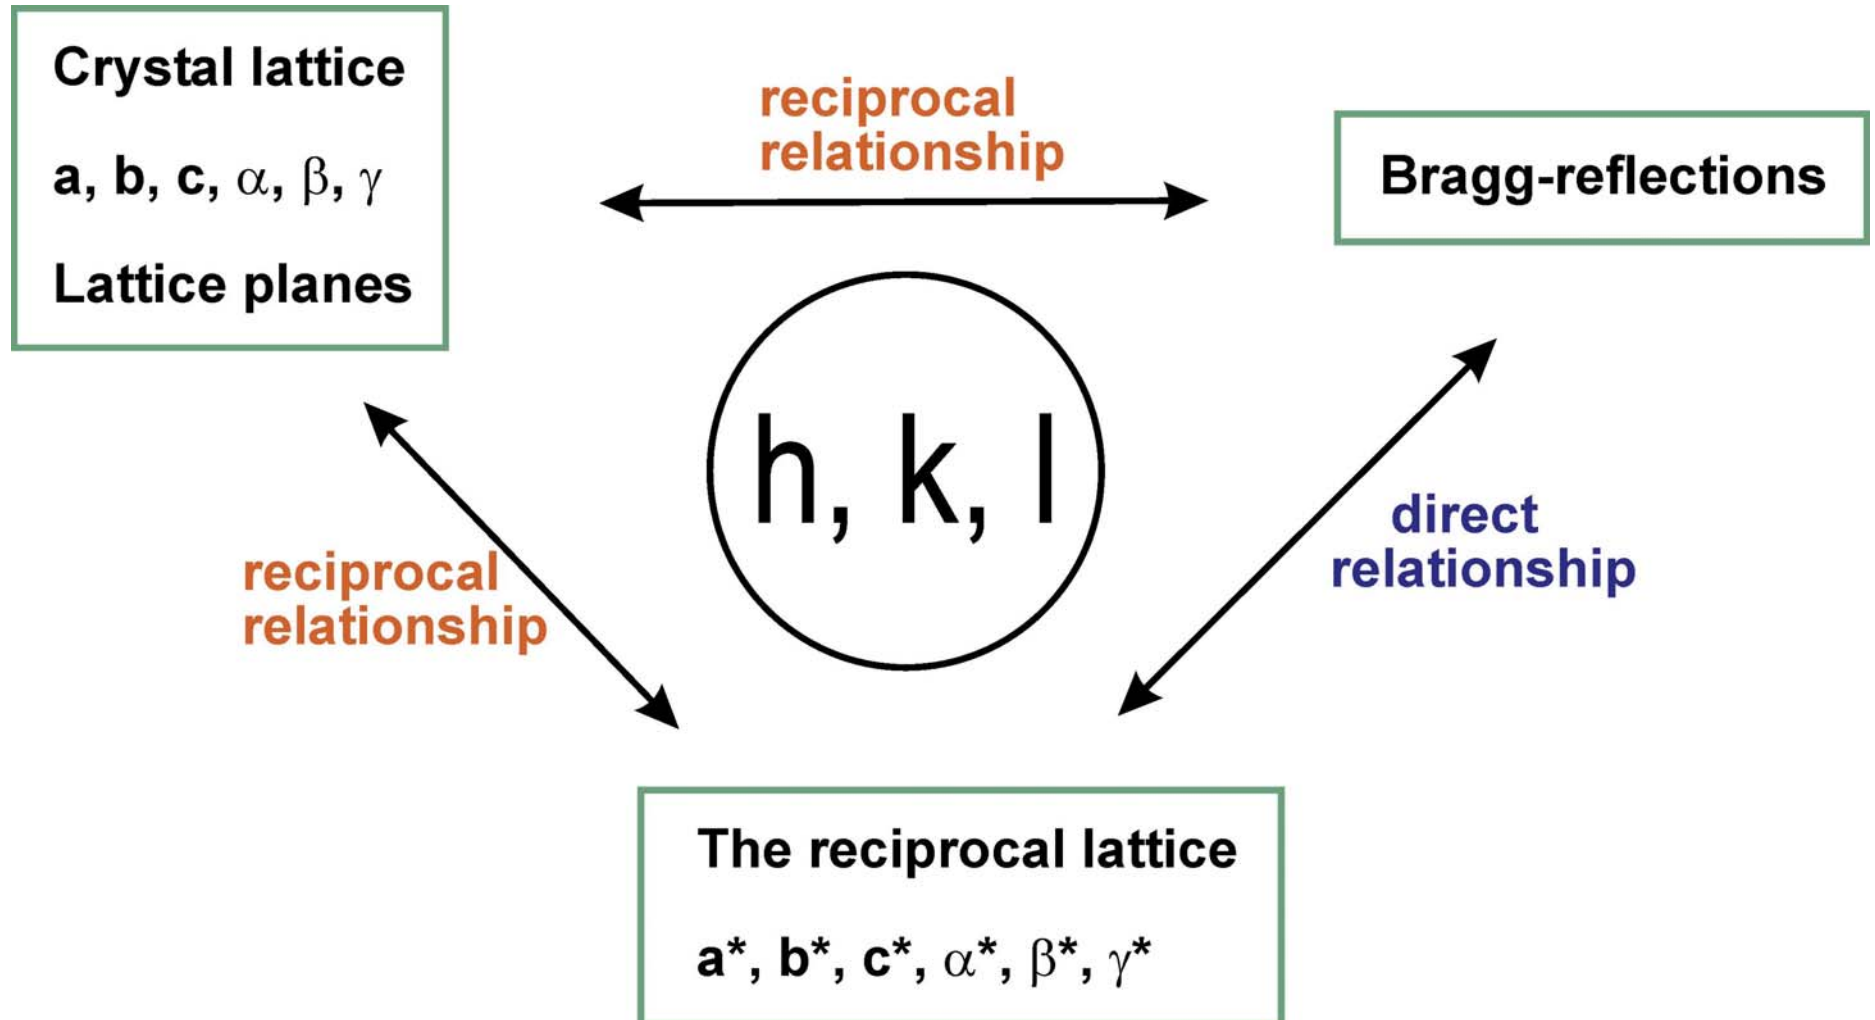 Crystal lattice
a, b, c, α, β, γ
Lattice planes
reciprocal
relationship
Bragg-reflections
h, k, l
reciprocal
relationship
direct
relationship
The reciprocal lattice
a*, b*, c*, α*, β*, γ*